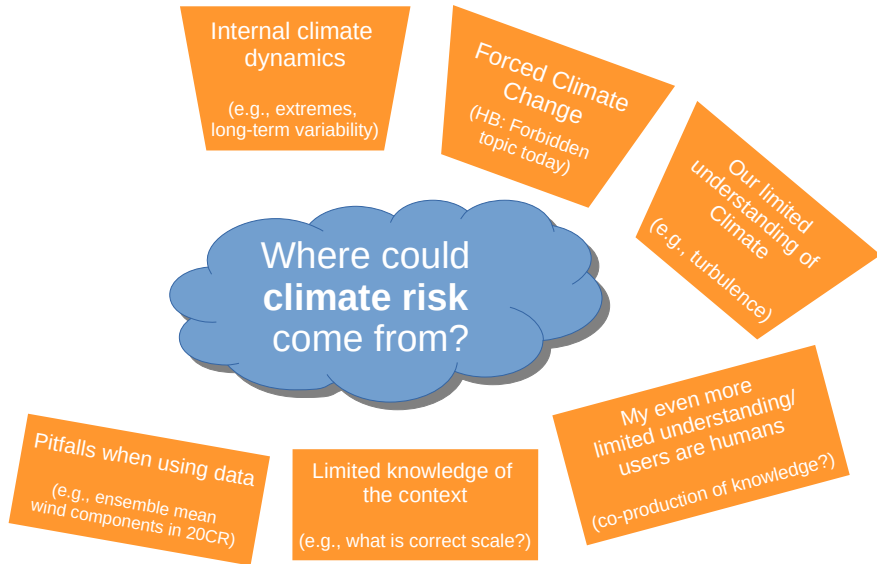 Internal climate
dynamics
(e.g., extremes,
long-term variability)
Forced Climate
Change
(HB: Forbidden
topic today)
Our limited
understanding of
Climate
(e.g., turbulence)
Where could
climate risk
come from?
My even more
limited understanding/
users are humans
(co-production of knowledge?)
Limited knowledge of
the context
(e.g., what is correct scale?)
Pitfalls when using data
(e.g., ensemble mean
wind components in 20CR)